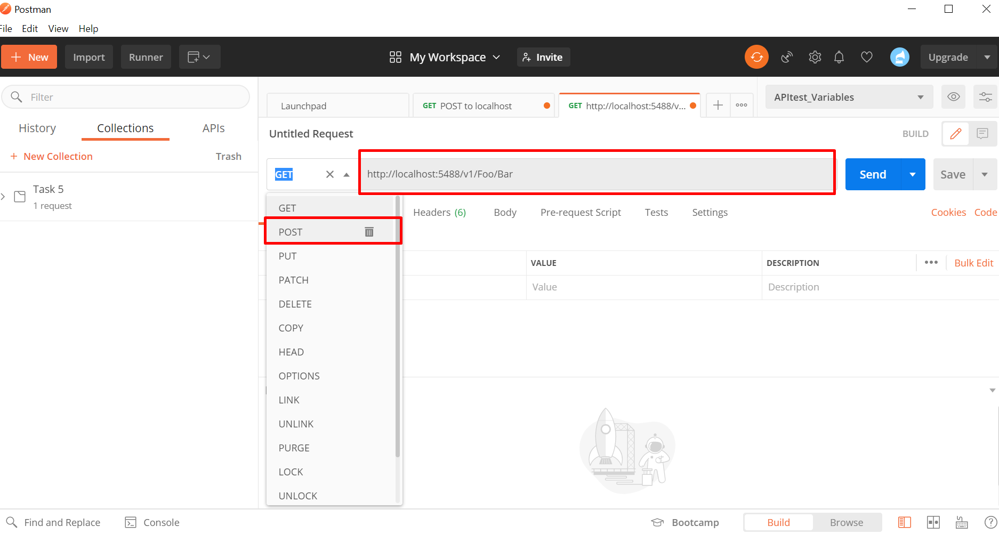 Postman
File Edit View Help
+ New Import Runner My Workspace Invite Upgrade
Filter
Launchpad GET POST to localhost GET http://localhost:5488/v... APItest_Variables
History Collections APIs
Untitled Request BUILD
+ New Collection Trash
GET http://localhost:5488/v1/Foo/Bar Send Save
Task 5
1 request
Headers (6) Body Pre-request Script Tests Settings Cookies Code
GET
POST
PUT
PATCH
DELETE
COPY
HEAD
OPTIONS
LINK
UNLINK
PURGE
LOCK
UNLOCK
VALUE DESCRIPTION Bulk Edit
Value Description
Find and Replace Console Bootcamp Build Browse